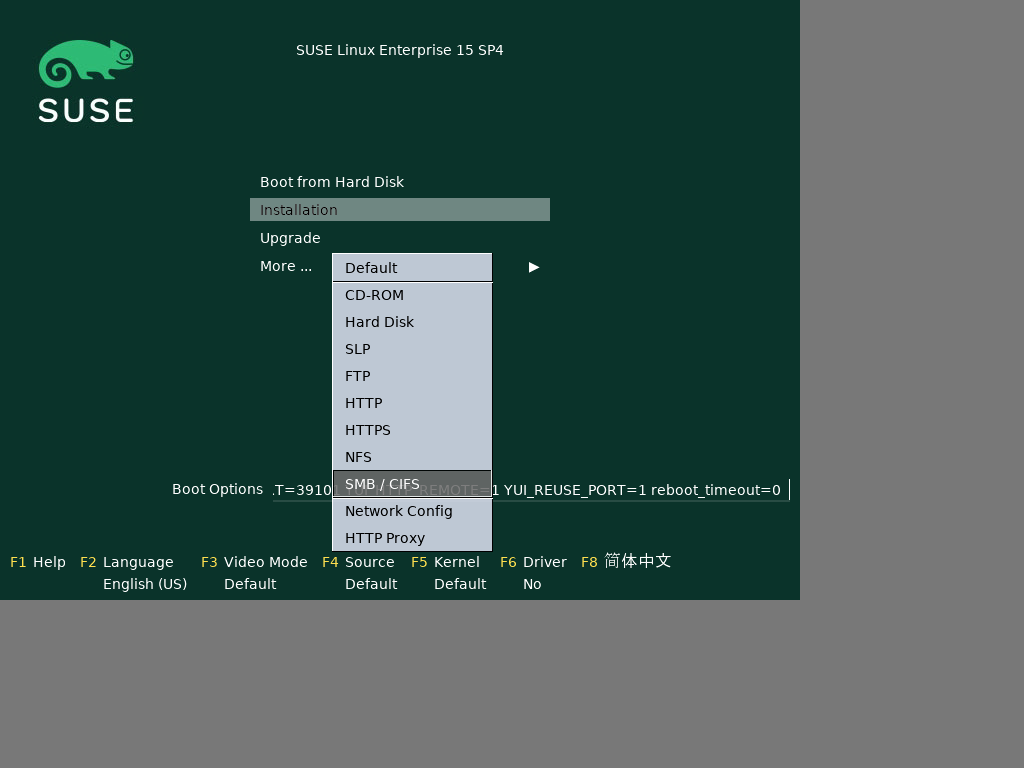 SUSE Linux Enterprise 15 SP4
SUSE
Boot from Hard Disk
Installation
Upgrade
More ...
Default
CD-ROM
Hard Disk
SLP
FTP
HTTP
HTTPS
NFS
SMB / CIFS
Network Config
HTTP Proxy
Boot Options .T=39101 YUI_HTTP_REMOTE=1 YUI_REUSE_PORT=1 reboot_timeout=0
F1 Help F2 Language F3 Video Mode F4 Source F5 Kernel F6 Driver F8 简体中文
English (US) Default Default Default No